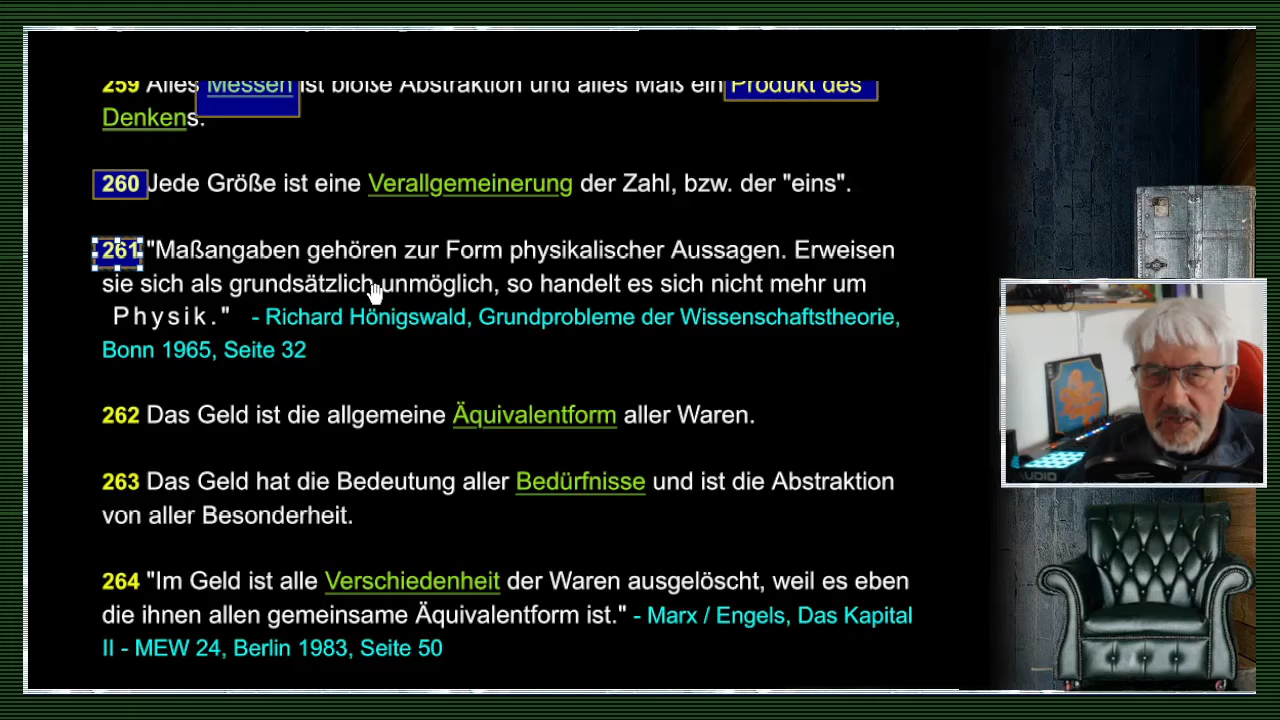 259 Alles Messen ist bloße Abstraktion und alles Maß ein Produkt des
Denkens.
260 Jede Größe ist eine Verallgemeinerung der Zahl, bzw. der "eins".
261 "Maßangaben gehören zur Form physikalischer Aussagen. Erweisen
sie sich als grundsätzlich unmöglich, so handelt es sich nicht mehr um
Physik." - Richard Hönigswald, Grundprobleme der Wissenschaftstheorie,
Bonn 1965, Seite 32
262 Das Geld ist die allgemeine Äquivalentform aller Waren.
263 Das Geld hat die Bedeutung aller Bedürfnisse und ist die Abstraktion
von aller Besonderheit.
264 "Im Geld ist alle Verschiedenheit der Waren ausgelöscht, weil es eben
die ihnen allen gemeinsame Äquivalentform ist." - Marx / Engels, Das Kapital
II - MEW 24, Berlin 1983, Seite 50